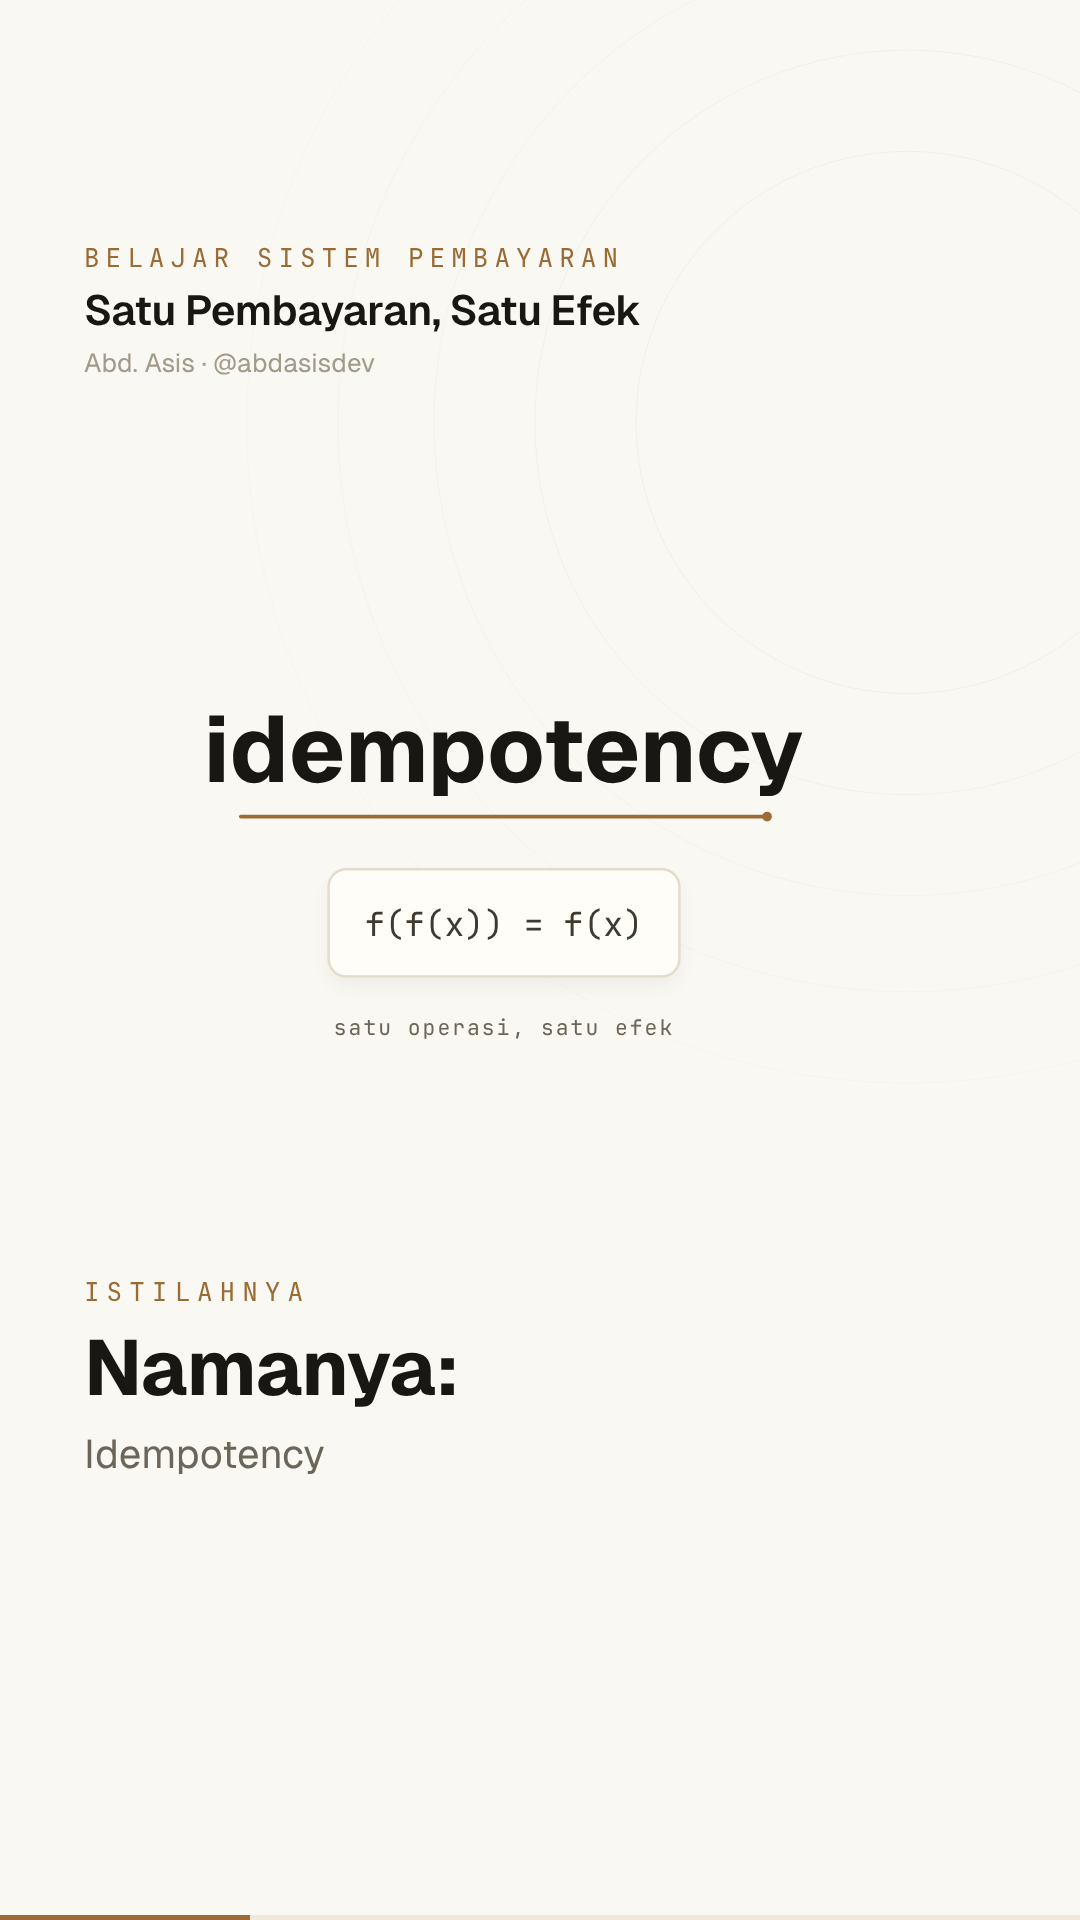 BELAJAR SISTEM PEMBAYARAN
Satu Pembayaran, Satu Efek
Abd. Asis · @abdasisdev
idempotency
f(f(x)) = f(x)
satu operasi, satu efek
ISTILAHNYA
Namanya:
Idempotency